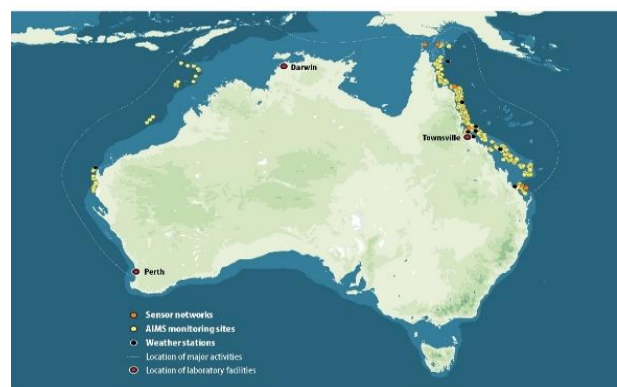 Darwin
Townsville
Perth
Sensor networks
AIMS monitoring sites
Weather stations
Location of major activities
Location of laboratory facilities